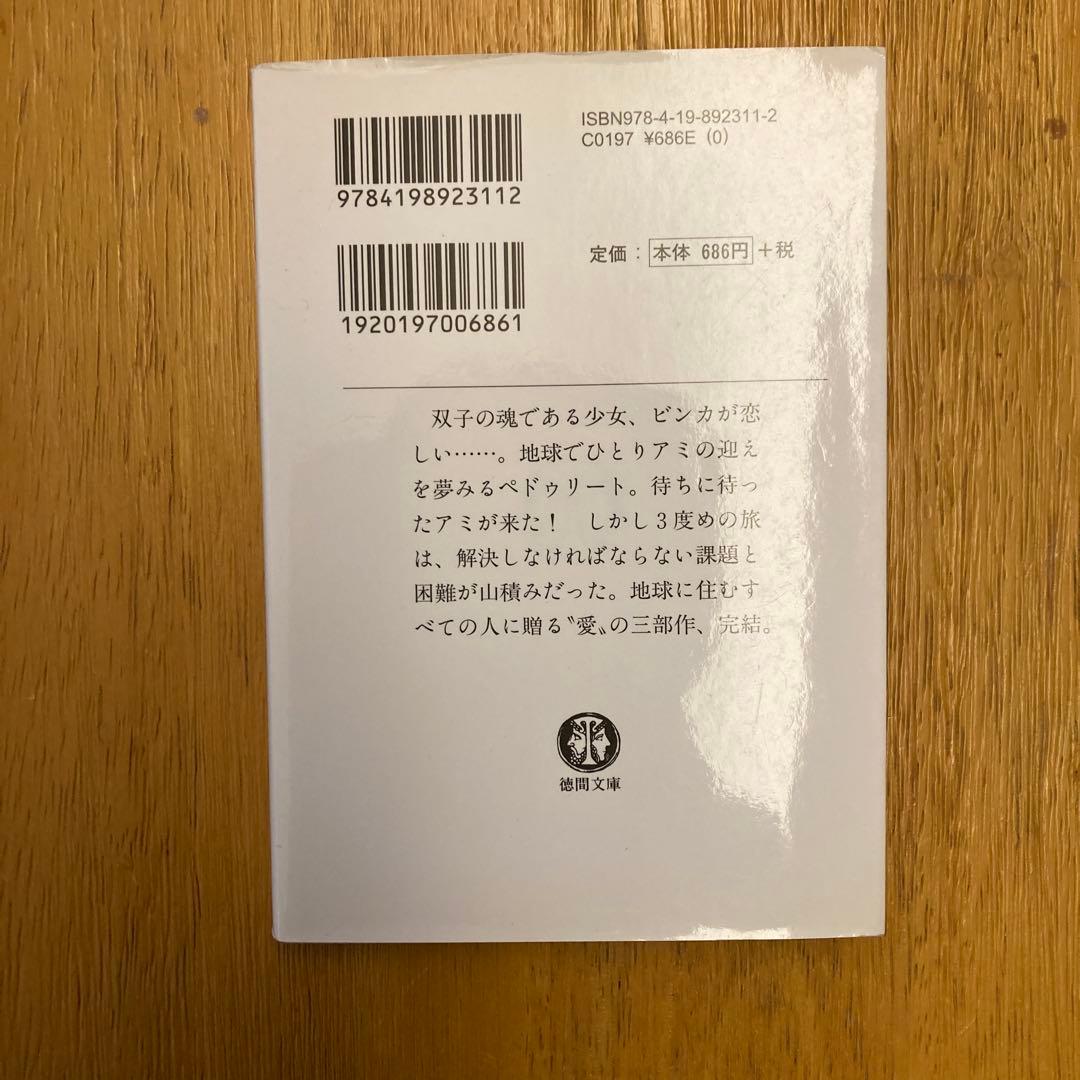 ISBN978-4-19-892311-2
C0197 ¥686E (0)
9784198923112
定価：本体 686円＋税
1920197006861
双子の魂である少女、ビンカが恋
しい……。地球でひとりアミの迎え
を夢みるペドゥリート。待ちに待っ
たアミが来た！　しかし３度めの旅
は、解決しなければならない課題と
困難が山積みだった。地球に住むす
べての人に贈る〝愛〟の三部作、完結。
徳間文庫